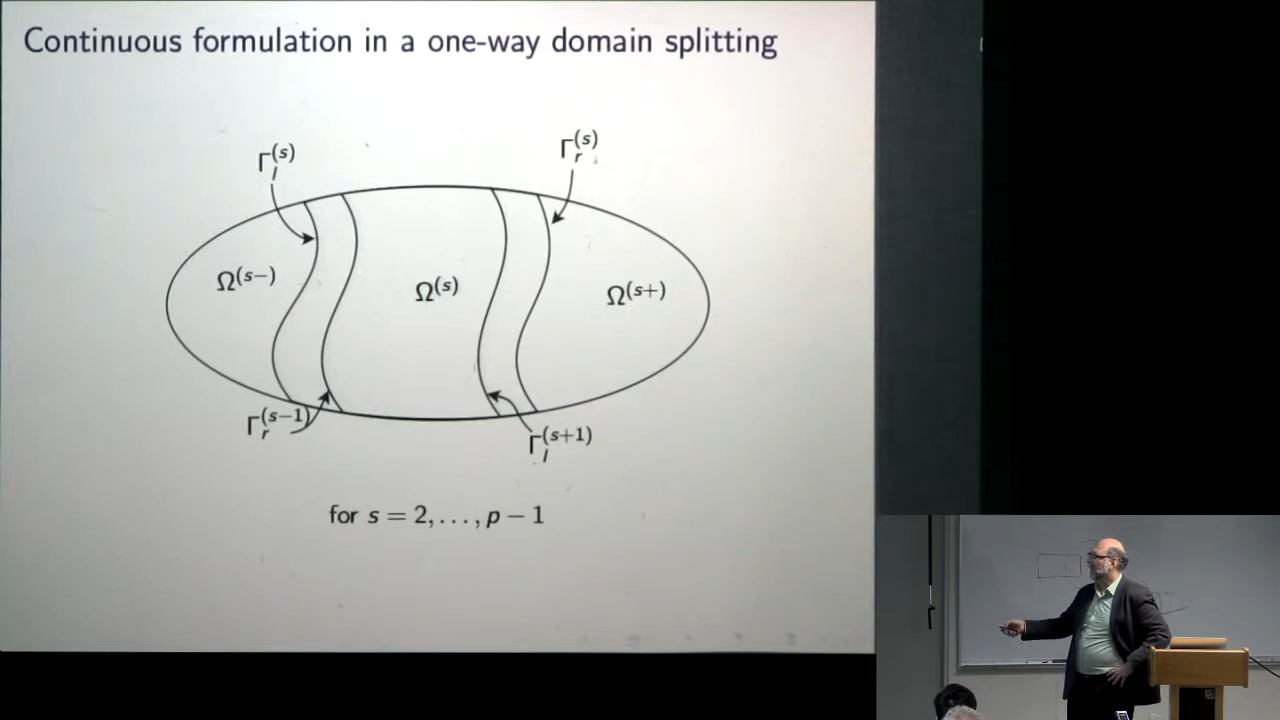 Continuous formulation in a one-way domain splitting
Γ_l^{(s)}
Γ_r^{(s)}
Ω^{(s−)}
Ω^{(s)}
Ω^{(s+)}
Γ_r^{(s−1)}
Γ_l^{(s+1)}
for s = 2, . . . , p − 1